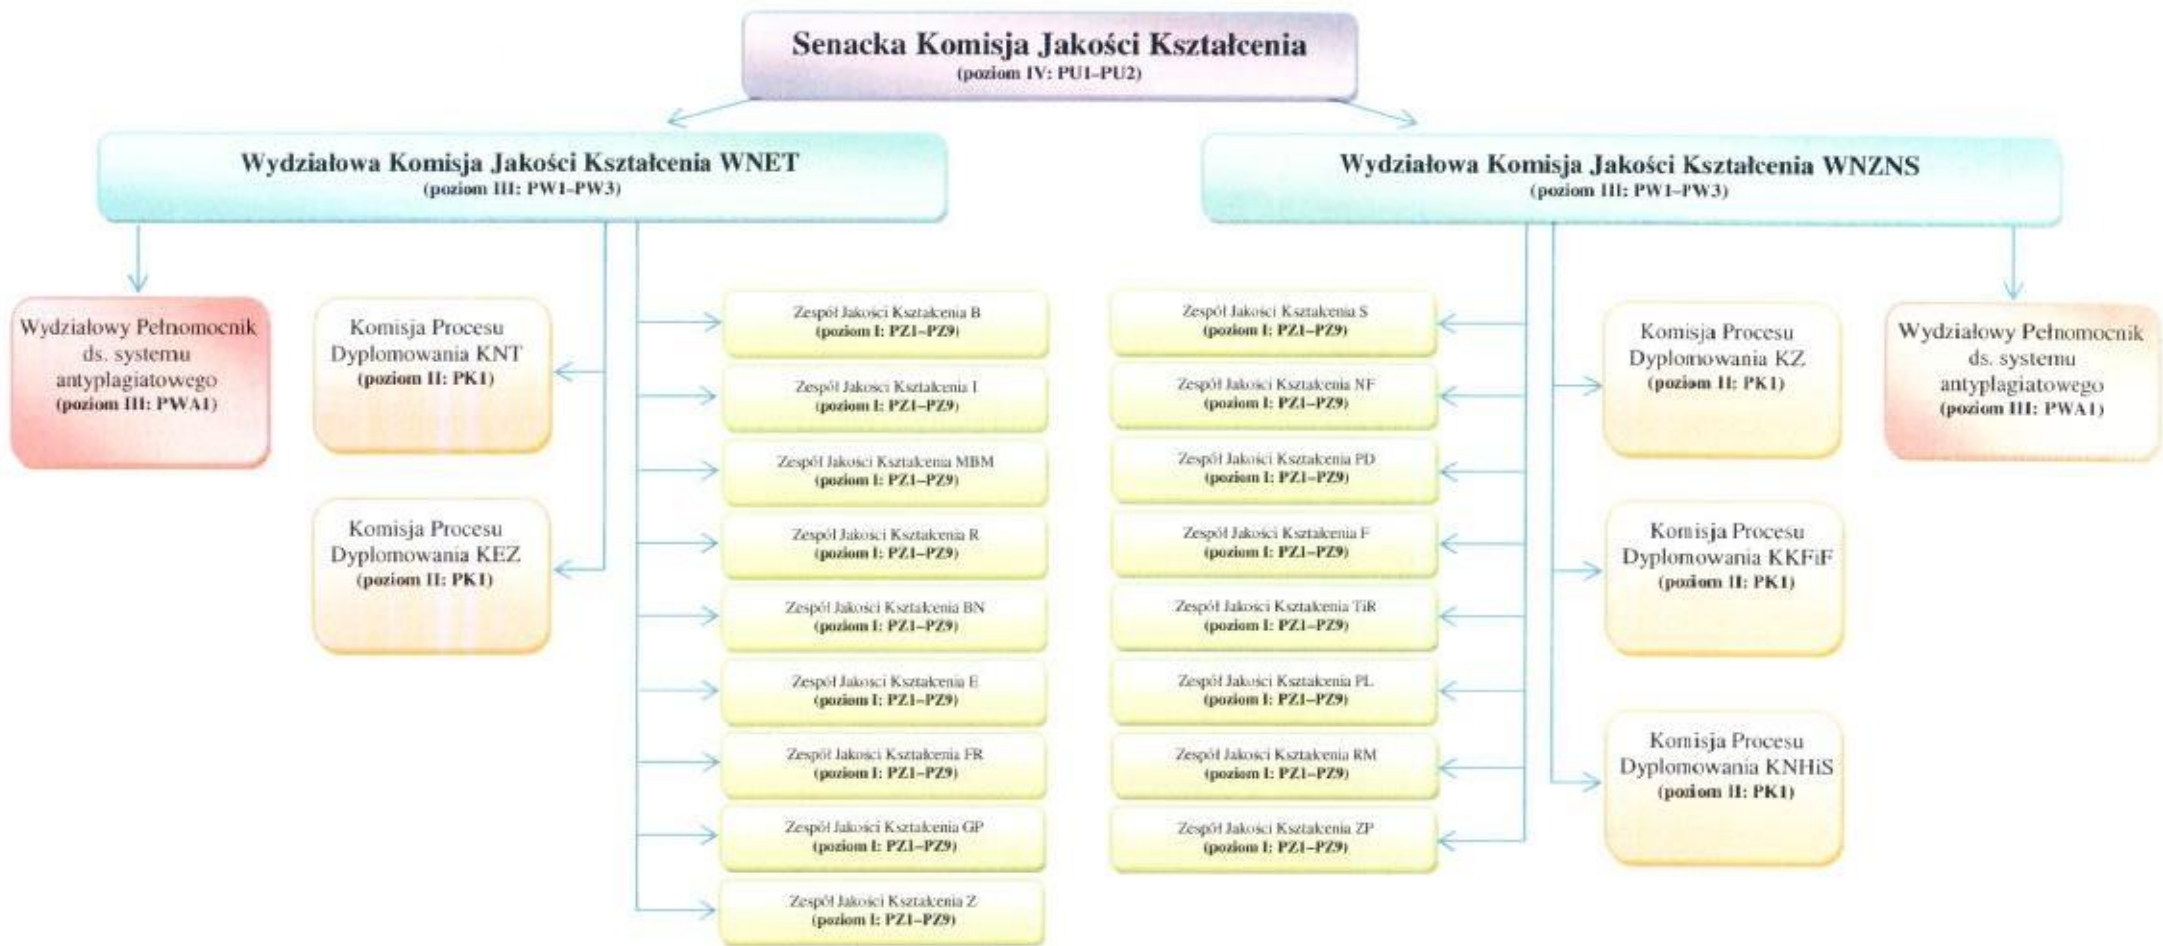 Senacka Komisja Jakości Kształcenia
(poziom IV: PU1–PU2)
Wydziałowa Komisja Jakości Kształcenia WNET
(poziom III: PW1–PW3)
Wydziałowa Komisja Jakości Kształcenia WNZNS
(poziom III: PW1–PW3)
Wydziałowy Pełnomocnik
ds. systemu
antyplagiatowego
(poziom III: PWA1)
Komisja Procesu
Dyplomowania KNT
(poziom II: PK1)
Komisja Procesu
Dyplomowania KEZ
(poziom II: PK1)
Zespół Jakości Kształcenia B
(poziom I: PZ1–PZ9)
Zespół Jakości Kształcenia I
(poziom I: PZ1–PZ9)
Zespół Jakości Kształcenia MBM
(poziom I: PZ1–PZ9)
Zespół Jakości Kształcenia R
(poziom I: PZ1–PZ9)
Zespół Jakości Kształcenia BN
(poziom I: PZ1–PZ9)
Zespół Jakości Kształcenia E
(poziom I: PZ1–PZ9)
Zespół Jakości Kształcenia FR
(poziom I: PZ1–PZ9)
Zespół Jakości Kształcenia GP
(poziom I: PZ1–PZ9)
Zespół Jakości Kształcenia Z
(poziom I: PZ1–PZ9)
Zespół Jakości Kształcenia S
(poziom I: PZ1–PZ9)
Zespół Jakości Kształcenia NF
(poziom I: PZ1–PZ9)
Zespół Jakości Kształcenia PD
(poziom I: PZ1–PZ9)
Zespół Jakości Kształcenia F
(poziom I: PZ1–PZ9)
Zespół Jakości Kształcenia TiR
(poziom I: PZ1–PZ9)
Zespół Jakości Kształcenia PL
(poziom I: PZ1–PZ9)
Zespół Jakości Kształcenia RM
(poziom I: PZ1–PZ9)
Zespół Jakości Kształcenia ZP
(poziom I: PZ1–PZ9)
Komisja Procesu
Dyplomowania KZ
(poziom II: PK1)
Komisja Procesu
Dyplomowania KKFiF
(poziom II: PK1)
Komisja Procesu
Dyplomowania KNHiS
(poziom II: PK1)
Wydziałowy Pełnomocnik
ds. systemu
antyplagiatowego
(poziom III: PWA1)